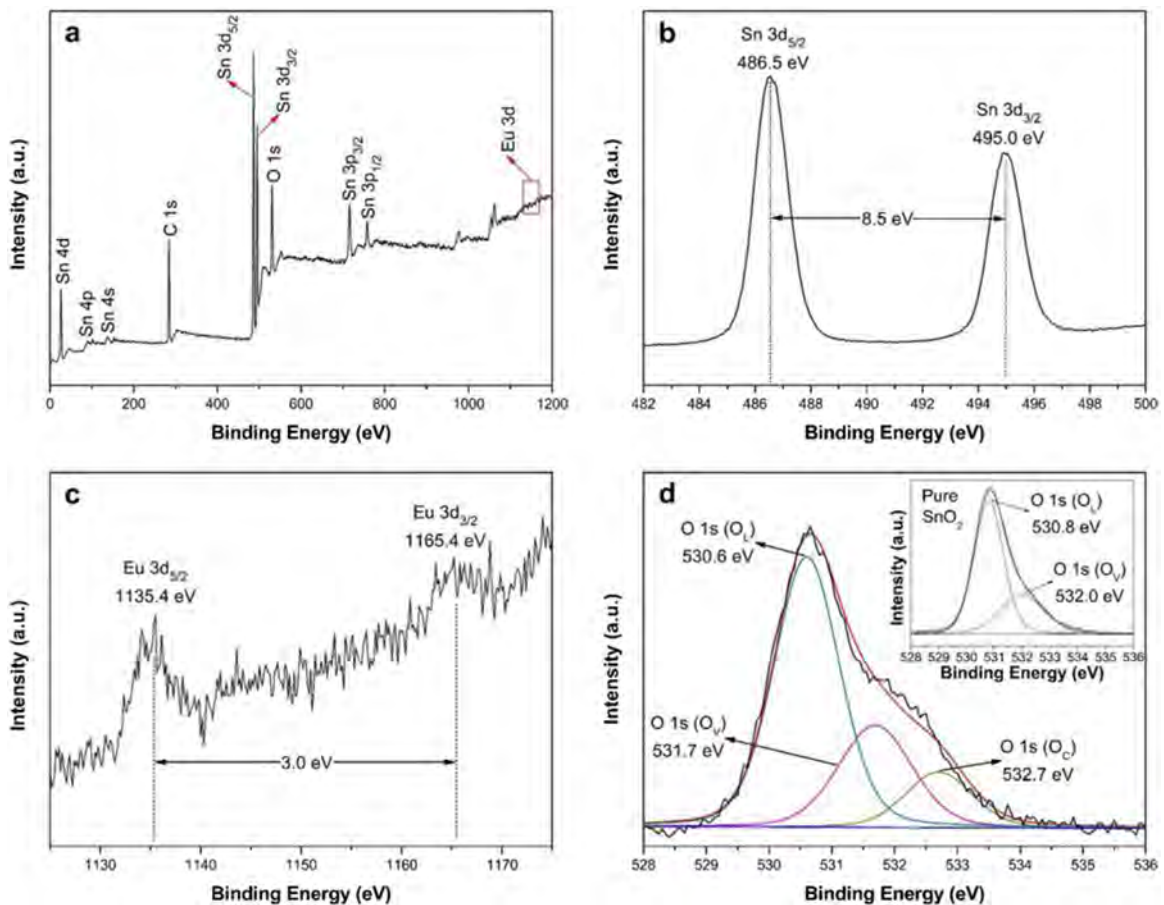 a
Intensity (a.u.)
Sn 4d
Sn 4p
Sn 4s
C 1s
Sn 3d5/2
Sn 3d3/2
O 1s
Sn 3p3/2
Sn 3p1/2
Eu 3d
0 200 400 600 800 1000 1200
Binding Energy (eV)
b
Intensity (a.u.)
Sn 3d5/2
486.5 eV
Sn 3d3/2
495.0 eV
8.5 eV
482 484 486 488 490 492 494 496 498 500
Binding Energy (eV)
c
Intensity (a.u.)
Eu 3d5/2
1135.4 eV
Eu 3d3/2
1165.4 eV
3.0 eV
1130 1140 1150 1160 1170
Binding Energy (eV)
d
Intensity (a.u.)
O 1s (OL)
530.6 eV
O 1s (OV)
531.7 eV
O 1s (OC)
532.7 eV
528 529 530 531 532 533 534 535 536
Binding Energy (eV)
Pure
SnO2
Intensity (a.u.)
O 1s (OL)
530.8 eV
O 1s (OV)
532.0 eV
528 529 530 531 532 533 534 535 536
Binding Energy (eV)